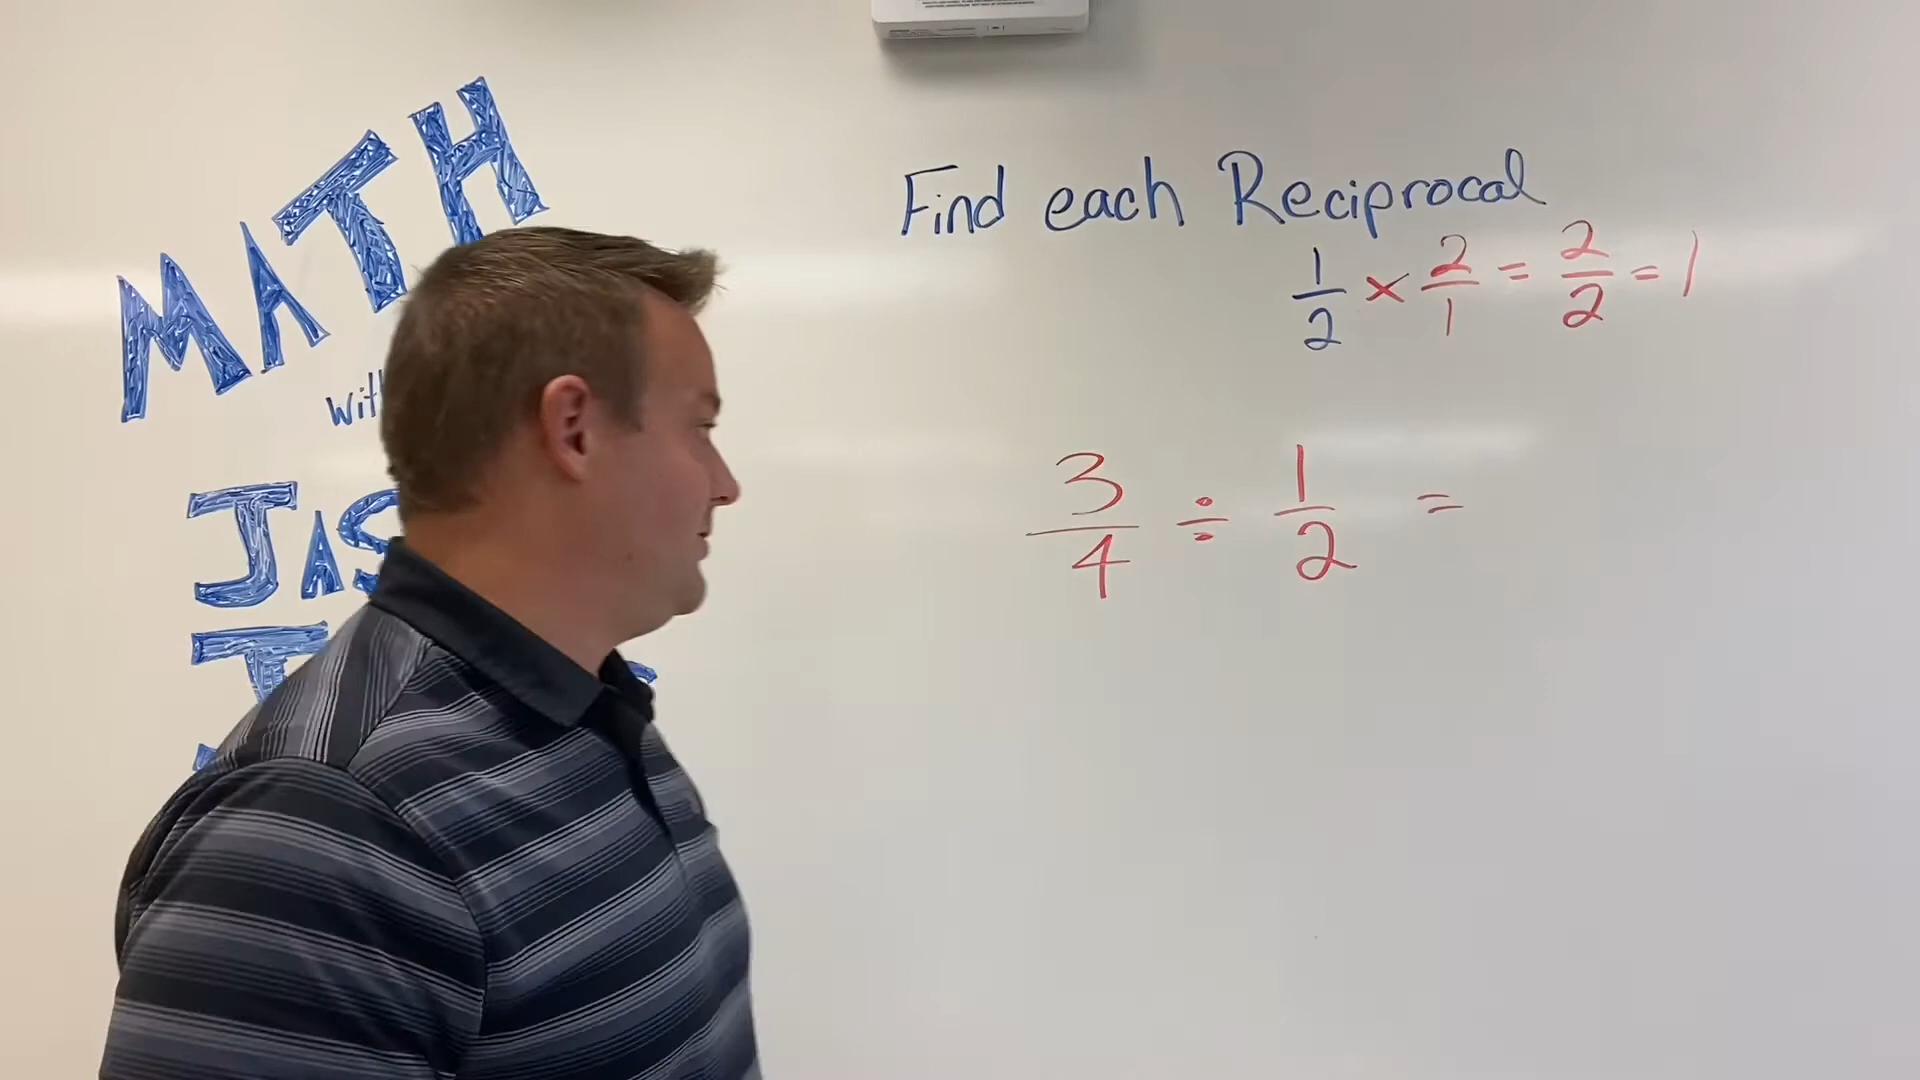 MATH
Find each Reciprocal
1/2 × 2/1 = 2/2 = 1
3/4 ÷ 1/2 =